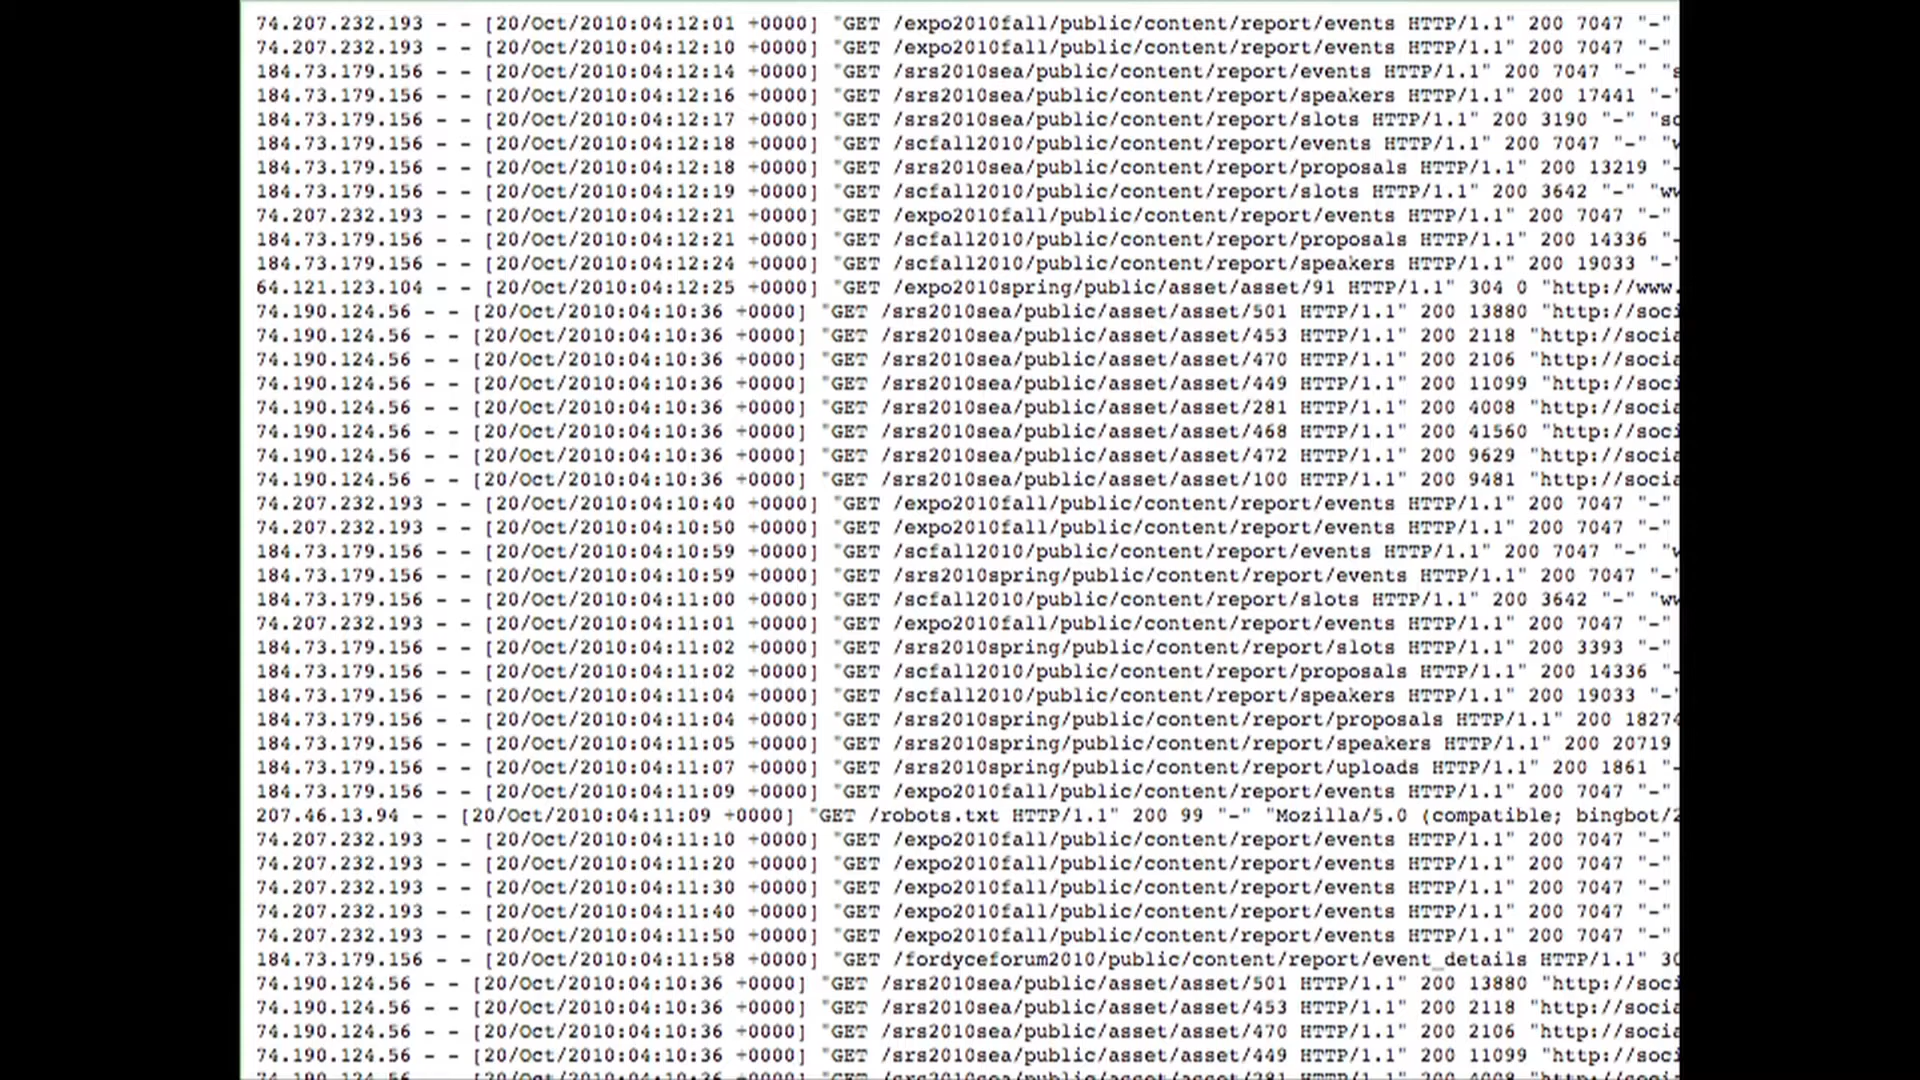 74.207.232.193 - - [20/Oct/2010:04:12:01 +0000] "GET /expo2010fall/public/content/report/events HTTP/1.1" 200 7047 "-"
74.207.232.193 - - [20/Oct/2010:04:12:10 +0000] "GET /expo2010fall/public/content/report/events HTTP/1.1" 200 7047 "-"
184.73.179.156 - - [20/Oct/2010:04:12:14 +0000] "GET /srs2010sea/public/content/report/events HTTP/1.1" 200 7047 "-" "s
184.73.179.156 - - [20/Oct/2010:04:12:16 +0000] "GET /srs2010sea/public/content/report/speakers HTTP/1.1" 200 17441 "-"
184.73.179.156 - - [20/Oct/2010:04:12:17 +0000] "GET /srs2010sea/public/content/report/slots HTTP/1.1" 200 3190 "-" "sc
184.73.179.156 - - [20/Oct/2010:04:12:18 +0000] "GET /scfall2010/public/content/report/events HTTP/1.1" 200 7047 "-" "w
184.73.179.156 - - [20/Oct/2010:04:12:18 +0000] "GET /srs2010sea/public/content/report/proposals HTTP/1.1" 200 13219 "-
184.73.179.156 - - [20/Oct/2010:04:12:19 +0000] "GET /scfall2010/public/content/report/slots HTTP/1.1" 200 3642 "-" "ww
74.207.232.193 - - [20/Oct/2010:04:12:21 +0000] "GET /expo2010fall/public/content/report/events HTTP/1.1" 200 7047 "-"
184.73.179.156 - - [20/Oct/2010:04:12:21 +0000] "GET /scfall2010/public/content/report/proposals HTTP/1.1" 200 14336 "-
184.73.179.156 - - [20/Oct/2010:04:12:24 +0000] "GET /scfall2010/public/content/report/speakers HTTP/1.1" 200 19033 "-"
64.121.123.104 - - [20/Oct/2010:04:12:25 +0000] "GET /expo2010spring/public/asset/asset/91 HTTP/1.1" 304 0 "http://www.
74.190.124.56 - - [20/Oct/2010:04:10:36 +0000] "GET /srs2010sea/public/asset/asset/501 HTTP/1.1" 200 13880 "http://soci
74.190.124.56 - - [20/Oct/2010:04:10:36 +0000] "GET /srs2010sea/public/asset/asset/453 HTTP/1.1" 200 2118 "http://socia
74.190.124.56 - - [20/Oct/2010:04:10:36 +0000] "GET /srs2010sea/public/asset/asset/470 HTTP/1.1" 200 2106 "http://socia
74.190.124.56 - - [20/Oct/2010:04:10:36 +0000] "GET /srs2010sea/public/asset/asset/449 HTTP/1.1" 200 11099 "http://soci
74.190.124.56 - - [20/Oct/2010:04:10:36 +0000] "GET /srs2010sea/public/asset/asset/281 HTTP/1.1" 200 4008 "http://socia
74.190.124.56 - - [20/Oct/2010:04:10:36 +0000] "GET /srs2010sea/public/asset/asset/468 HTTP/1.1" 200 41560 "http://soci
74.190.124.56 - - [20/Oct/2010:04:10:36 +0000] "GET /srs2010sea/public/asset/asset/472 HTTP/1.1" 200 9629 "http://socia
74.190.124.56 - - [20/Oct/2010:04:10:36 +0000] "GET /srs2010sea/public/asset/asset/100 HTTP/1.1" 200 9481 "http://socia
74.207.232.193 - - [20/Oct/2010:04:10:40 +0000] "GET /expo2010fall/public/content/report/events HTTP/1.1" 200 7047 "-"
74.207.232.193 - - [20/Oct/2010:04:10:50 +0000] "GET /expo2010fall/public/content/report/events HTTP/1.1" 200 7047 "-"
184.73.179.156 - - [20/Oct/2010:04:10:59 +0000] "GET /scfall2010/public/content/report/events HTTP/1.1" 200 7047 "-" "w
184.73.179.156 - - [20/Oct/2010:04:10:59 +0000] "GET /srs2010spring/public/content/report/events HTTP/1.1" 200 7047 "-"
184.73.179.156 - - [20/Oct/2010:04:11:00 +0000] "GET /scfall2010/public/content/report/slots HTTP/1.1" 200 3642 "-" "ww
74.207.232.193 - - [20/Oct/2010:04:11:01 +0000] "GET /expo2010fall/public/content/report/events HTTP/1.1" 200 7047 "-"
184.73.179.156 - - [20/Oct/2010:04:11:02 +0000] "GET /srs2010spring/public/content/report/slots HTTP/1.1" 200 3393 "-"
184.73.179.156 - - [20/Oct/2010:04:11:02 +0000] "GET /scfall2010/public/content/report/proposals HTTP/1.1" 200 14336 "-
184.73.179.156 - - [20/Oct/2010:04:11:04 +0000] "GET /scfall2010/public/content/report/speakers HTTP/1.1" 200 19033 "-"
184.73.179.156 - - [20/Oct/2010:04:11:04 +0000] "GET /srs2010spring/public/content/report/proposals HTTP/1.1" 200 18274
184.73.179.156 - - [20/Oct/2010:04:11:05 +0000] "GET /srs2010spring/public/content/report/speakers HTTP/1.1" 200 20719
184.73.179.156 - - [20/Oct/2010:04:11:07 +0000] "GET /srs2010spring/public/content/report/uploads HTTP/1.1" 200 1861 "-
184.73.179.156 - - [20/Oct/2010:04:11:09 +0000] "GET /expo2010fall/public/content/report/events HTTP/1.1" 200 7047 "-"
207.46.13.94 - - [20/Oct/2010:04:11:09 +0000] "GET /robots.txt HTTP/1.1" 200 99 "-" "Mozilla/5.0 (compatible; bingbot/2
74.207.232.193 - - [20/Oct/2010:04:11:10 +0000] "GET /expo2010fall/public/content/report/events HTTP/1.1" 200 7047 "-"
74.207.232.193 - - [20/Oct/2010:04:11:20 +0000] "GET /expo2010fall/public/content/report/events HTTP/1.1" 200 7047 "-"
74.207.232.193 - - [20/Oct/2010:04:11:30 +0000] "GET /expo2010fall/public/content/report/events HTTP/1.1" 200 7047 "-"
74.207.232.193 - - [20/Oct/2010:04:11:40 +0000] "GET /expo2010fall/public/content/report/events HTTP/1.1" 200 7047 "-"
74.207.232.193 - - [20/Oct/2010:04:11:50 +0000] "GET /expo2010fall/public/content/report/events HTTP/1.1" 200 7047 "-"
184.73.179.156 - - [20/Oct/2010:04:11:58 +0000] "GET /fordyceforum2010/public/content/report/event_details HTTP/1.1" 30
74.190.124.56 - - [20/Oct/2010:04:10:36 +0000] "GET /srs2010sea/public/asset/asset/501 HTTP/1.1" 200 13880 "http://soci
74.190.124.56 - - [20/Oct/2010:04:10:36 +0000] "GET /srs2010sea/public/asset/asset/453 HTTP/1.1" 200 2118 "http://socia
74.190.124.56 - - [20/Oct/2010:04:10:36 +0000] "GET /srs2010sea/public/asset/asset/470 HTTP/1.1" 200 2106 "http://socia
74.190.124.56 - - [20/Oct/2010:04:10:36 +0000] "GET /srs2010sea/public/asset/asset/449 HTTP/1.1" 200 11099 "http://soci